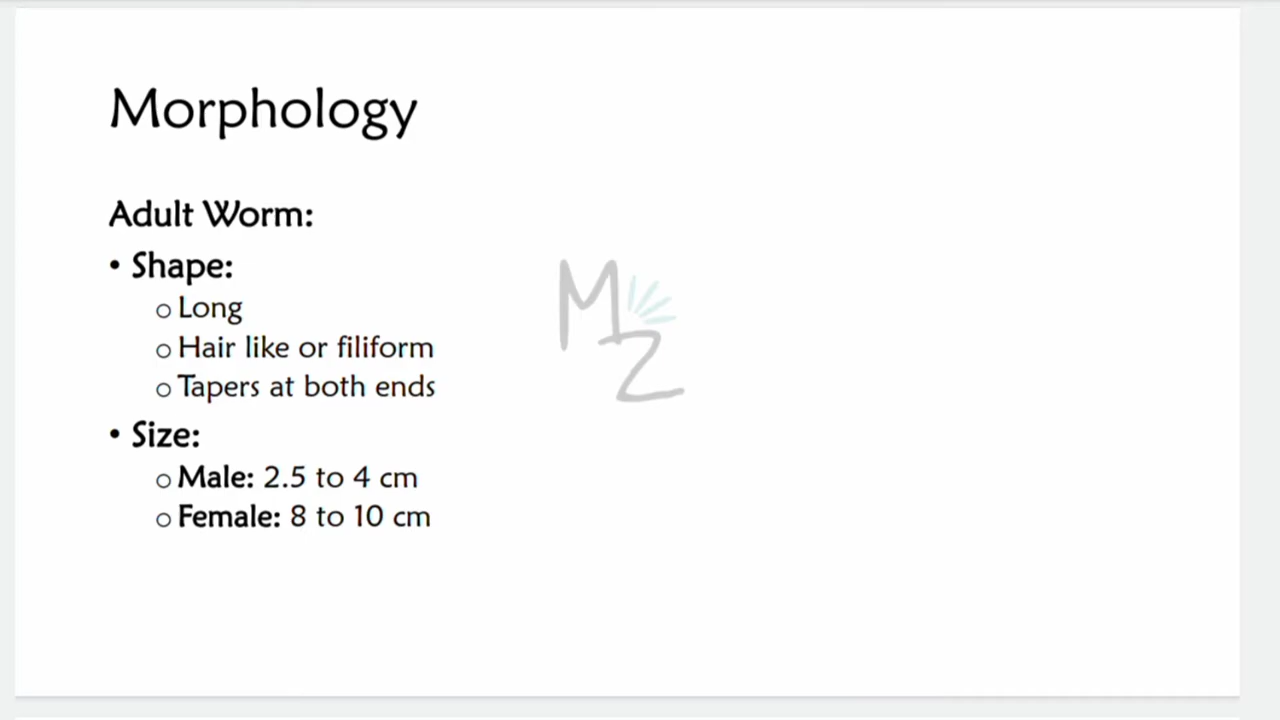 Morphology
Adult Worm:
• Shape:
o Long
o Hair like or filiform
o Tapers at both ends
• Size:
o Male: 2.5 to 4 cm
o Female: 8 to 10 cm
MZ